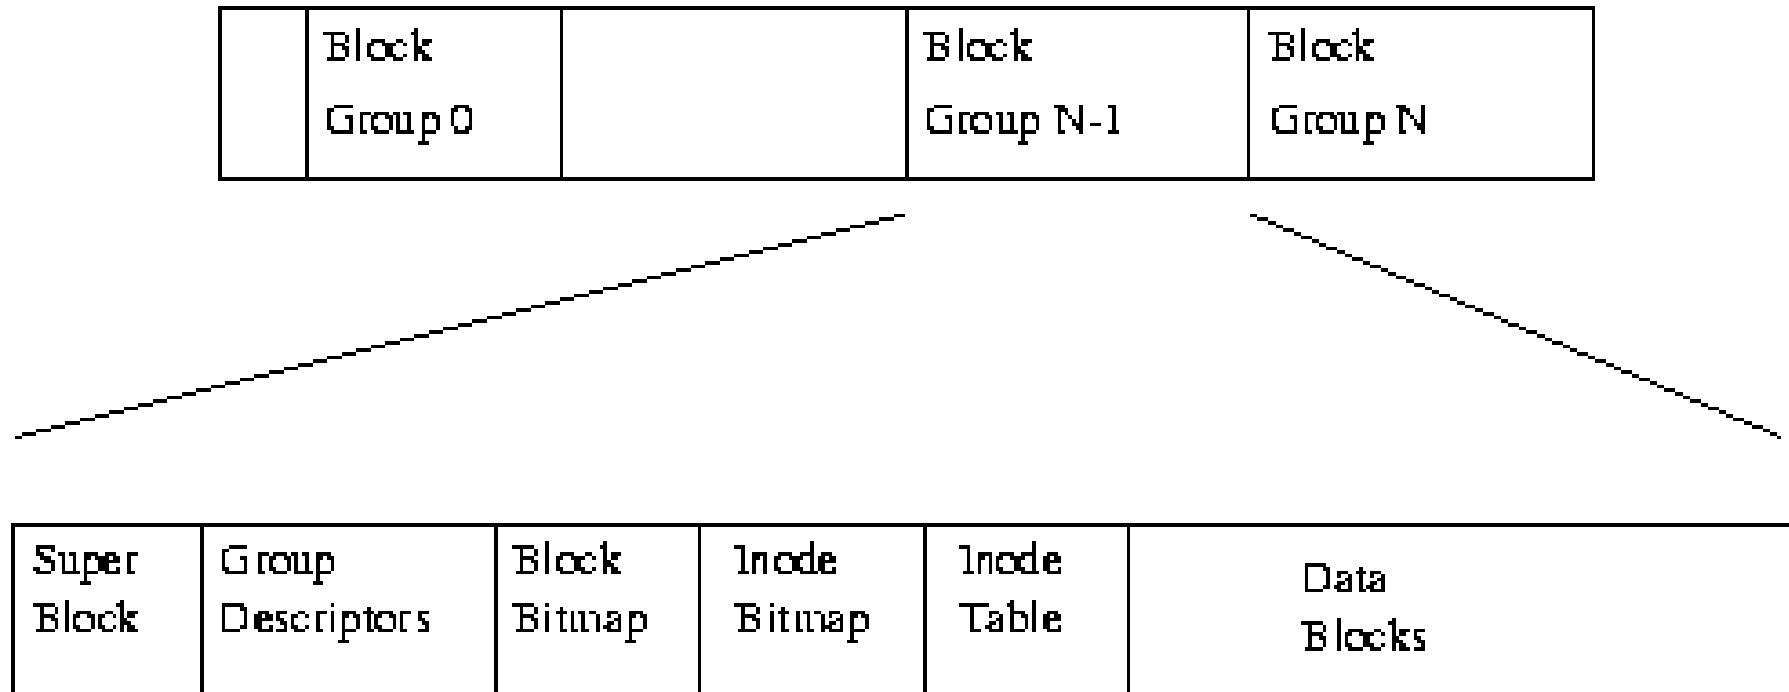 Block
Group 0
Block
Group N-1
Block
Group N
Super
Block
Group
Descriptors
Block
Bitmap
Inode
Bitmap
Inode
Table
Data
Blocks